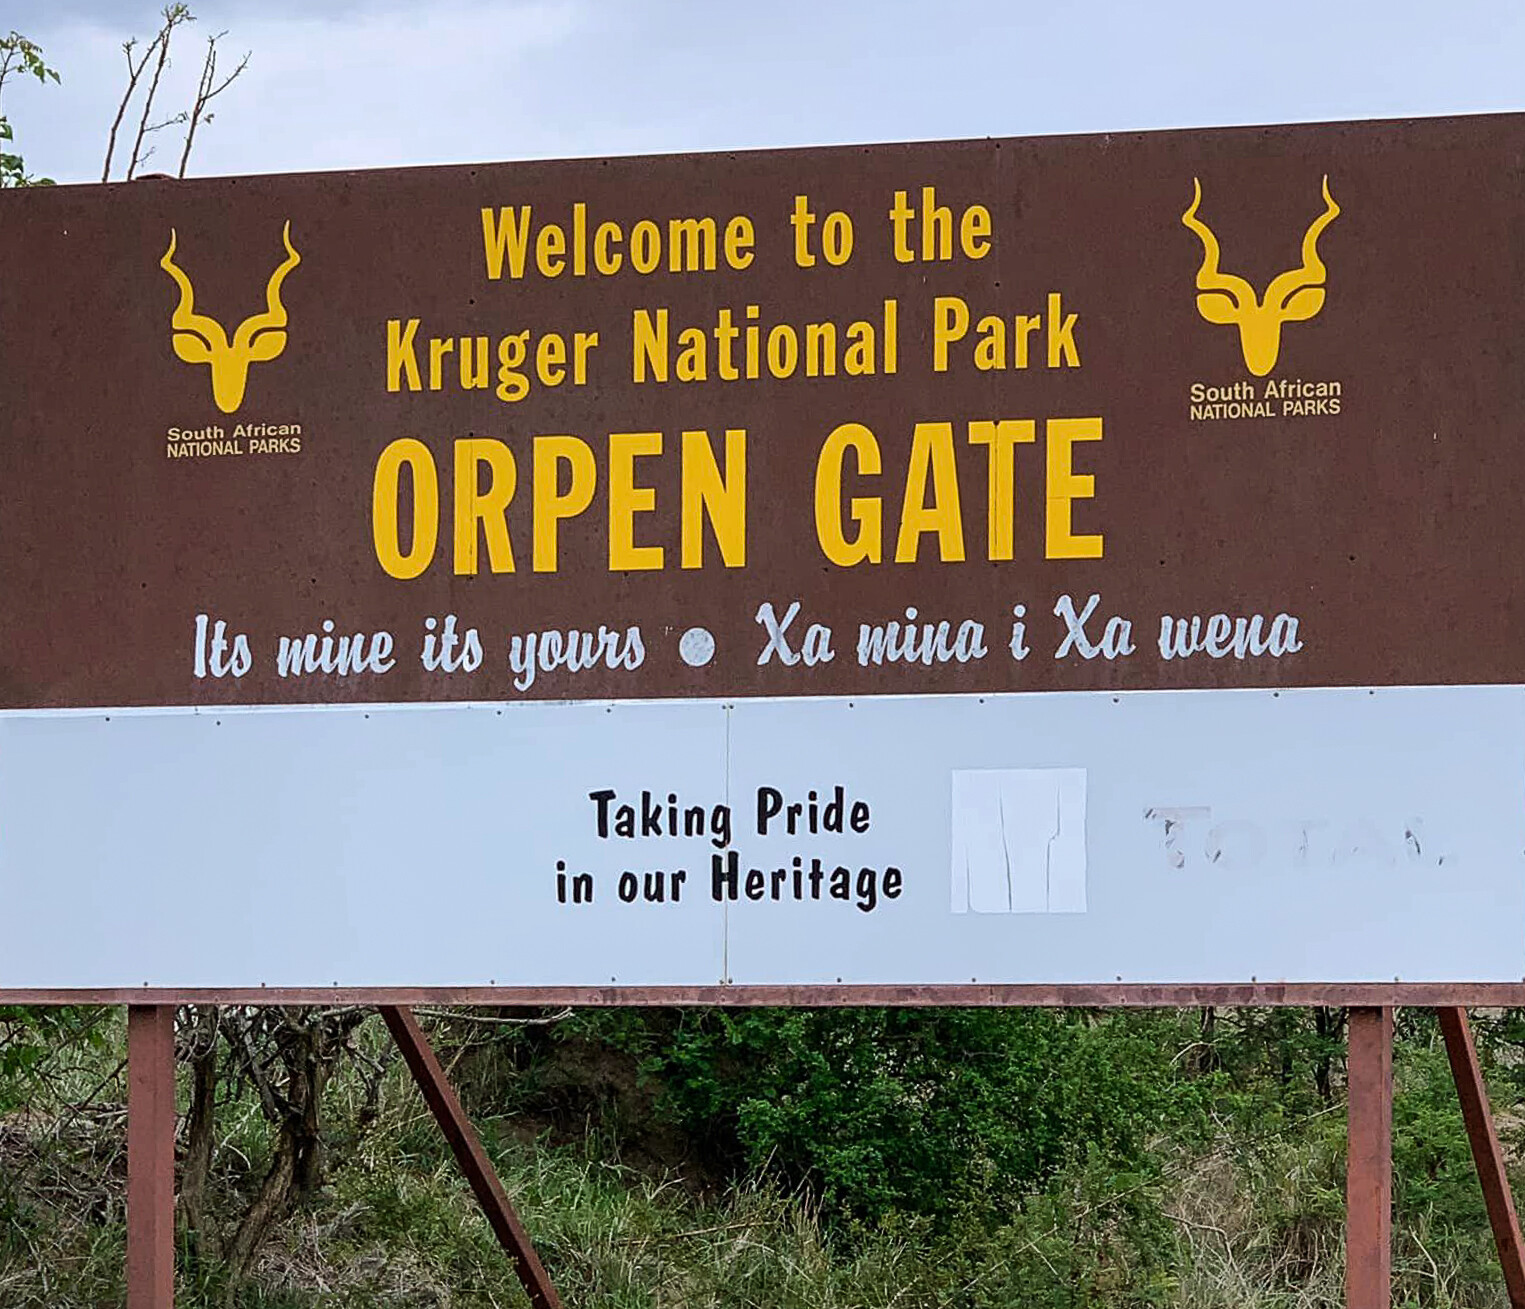 Welcome to the
Kruger National Park
ORPEN GATE
South African
NATIONAL PARKS
South African
NATIONAL PARKS
Its mine its yours ● Xa mina i Xa wena
Taking Pride
in our Heritage
TOTAL